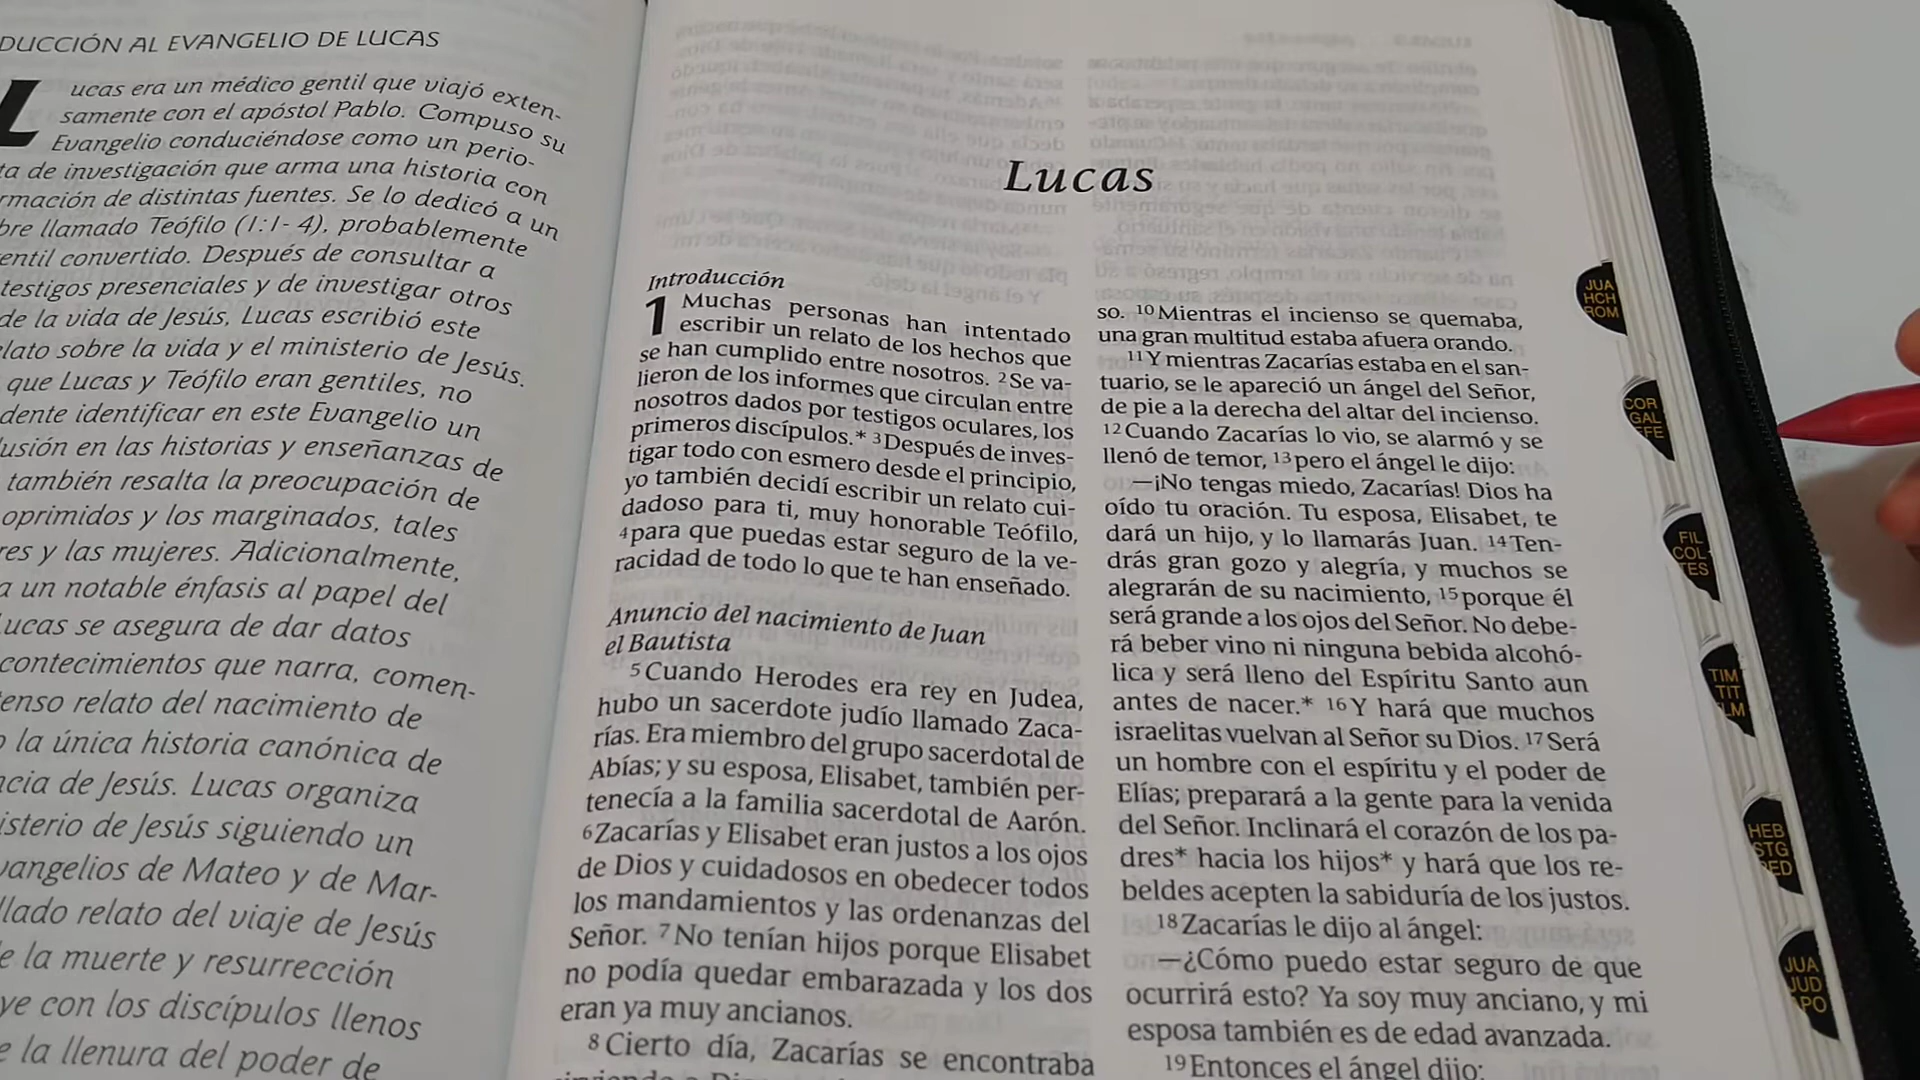 DUCCIÓN AL EVANGELIO DE LUCAS
Lucas era un médico gentil que viajó exten-
samente con el apóstol Pablo. Compuso su
Evangelio conduciéndose como un perio-
ta de investigación que arma una historia con
rmación de distintas fuentes. Se lo dedicó a un
bre llamado Teófilo (1:1- 4), probablemente
entil convertido. Después de consultar a
testigos presenciales y de investigar otros
de la vida de Jesús, Lucas escribió este
lato sobre la vida y el ministerio de Jesús.
que Lucas y Teófilo eran gentiles, no
dente identificar en este Evangelio un
lusión en las historias y enseñanzas de
también resalta la preocupación de
oprimidos y los marginados, tales
res y las mujeres. Adicionalmente,
a un notable énfasis al papel del
Lucas se asegura de dar datos
contecimientos que narra, comen-
enso relato del nacimiento de
o la única historia canónica de
ncia de Jesús. Lucas organiza
isterio de Jesús siguiendo un
vangelios de Mateo y de Mar-
llado relato del viaje de Jesús
e la muerte y resurrección
ye con los discípulos llenos
e la llenura del poder de
Lucas
Introducción
1 Muchas personas han intentado
escribir un relato de los hechos que
se han cumplido entre nosotros. 2 Se va-
lieron de los informes que circulan entre
nosotros dados por testigos oculares, los
primeros discípulos.* 3 Después de inves-
tigar todo con esmero desde el principio,
yo también decidí escribir un relato cui-
dadoso para ti, muy honorable Teófilo,
4 para que puedas estar seguro de la ve-
racidad de todo lo que te han enseñado.
Anuncio del nacimiento de Juan
el Bautista
5 Cuando Herodes era rey en Judea,
hubo un sacerdote judío llamado Zaca-
rías. Era miembro del grupo sacerdotal de
Abías; y su esposa, Elisabet, también per-
tenecía a la familia sacerdotal de Aarón.
6 Zacarías y Elisabet eran justos a los ojos
de Dios y cuidadosos en obedecer todos
los mandamientos y las ordenanzas del
Señor. 7 No tenían hijos porque Elisabet
no podía quedar embarazada y los dos
eran ya muy ancianos.
8 Cierto día, Zacarías se encontraba
so. 10 Mientras el incienso se quemaba,
una gran multitud estaba afuera orando.
11 Y mientras Zacarías estaba en el san-
tuario, se le apareció un ángel del Señor,
de pie a la derecha del altar del incienso.
12 Cuando Zacarías lo vio, se alarmó y se
llenó de temor, 13 pero el ángel le dijo:
—¡No tengas miedo, Zacarías! Dios ha
oído tu oración. Tu esposa, Elisabet, te
dará un hijo, y lo llamarás Juan. 14 Ten-
drás gran gozo y alegría, y muchos se
alegrarán de su nacimiento, 15 porque él
será grande a los ojos del Señor. No debe-
rá beber vino ni ninguna bebida alcohó-
lica y será lleno del Espíritu Santo aun
antes de nacer.* 16 Y hará que muchos
israelitas vuelvan al Señor su Dios. 17 Será
un hombre con el espíritu y el poder de
Elías; preparará a la gente para la venida
del Señor. Inclinará el corazón de los pa-
dres* hacia los hijos* y hará que los re-
beldes acepten la sabiduría de los justos.
18 Zacarías le dijo al ángel:
—¿Cómo puedo estar seguro de que
ocurrirá esto? Ya soy muy anciano, y mi
esposa también es de edad avanzada.
19 Entonces el ángel dijo:
JUA
HCH
ROM
COR
GAL
EFE
FIL
COL
TES
TIM
TIT
FLM
HEB
STG
PED
JUA
JUD
APO